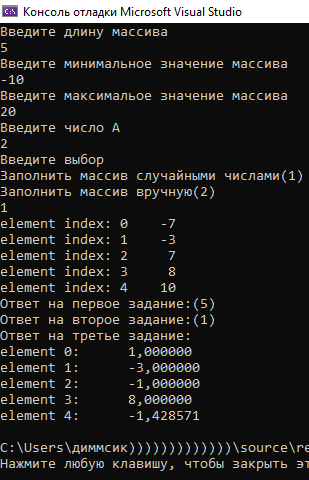 Консоль отладки Microsoft Visual Studio
Введите длину массива
5
Введите минимальное значение массива
-10
Введите максимальое значение массива
20
Введите число А
2
Введите выбор
Заполнить массив случайными числами(1)
Заполнить массив вручную(2)
1
element index: 0    -7
element index: 1    -3
element index: 2     7
element index: 3     8
element index: 4    10
Ответ на первое задание:(5)
Ответ на второе задание:(1)
Ответ на третье задание:
element 0:      1,000000
element 1:      -3,000000
element 2:      -1,000000
element 3:      8,000000
element 4:      -1,428571
C:\Users\диммсик)))))))))))))\source\re
Нажмите любую клавишу, чтобы закрыть эт